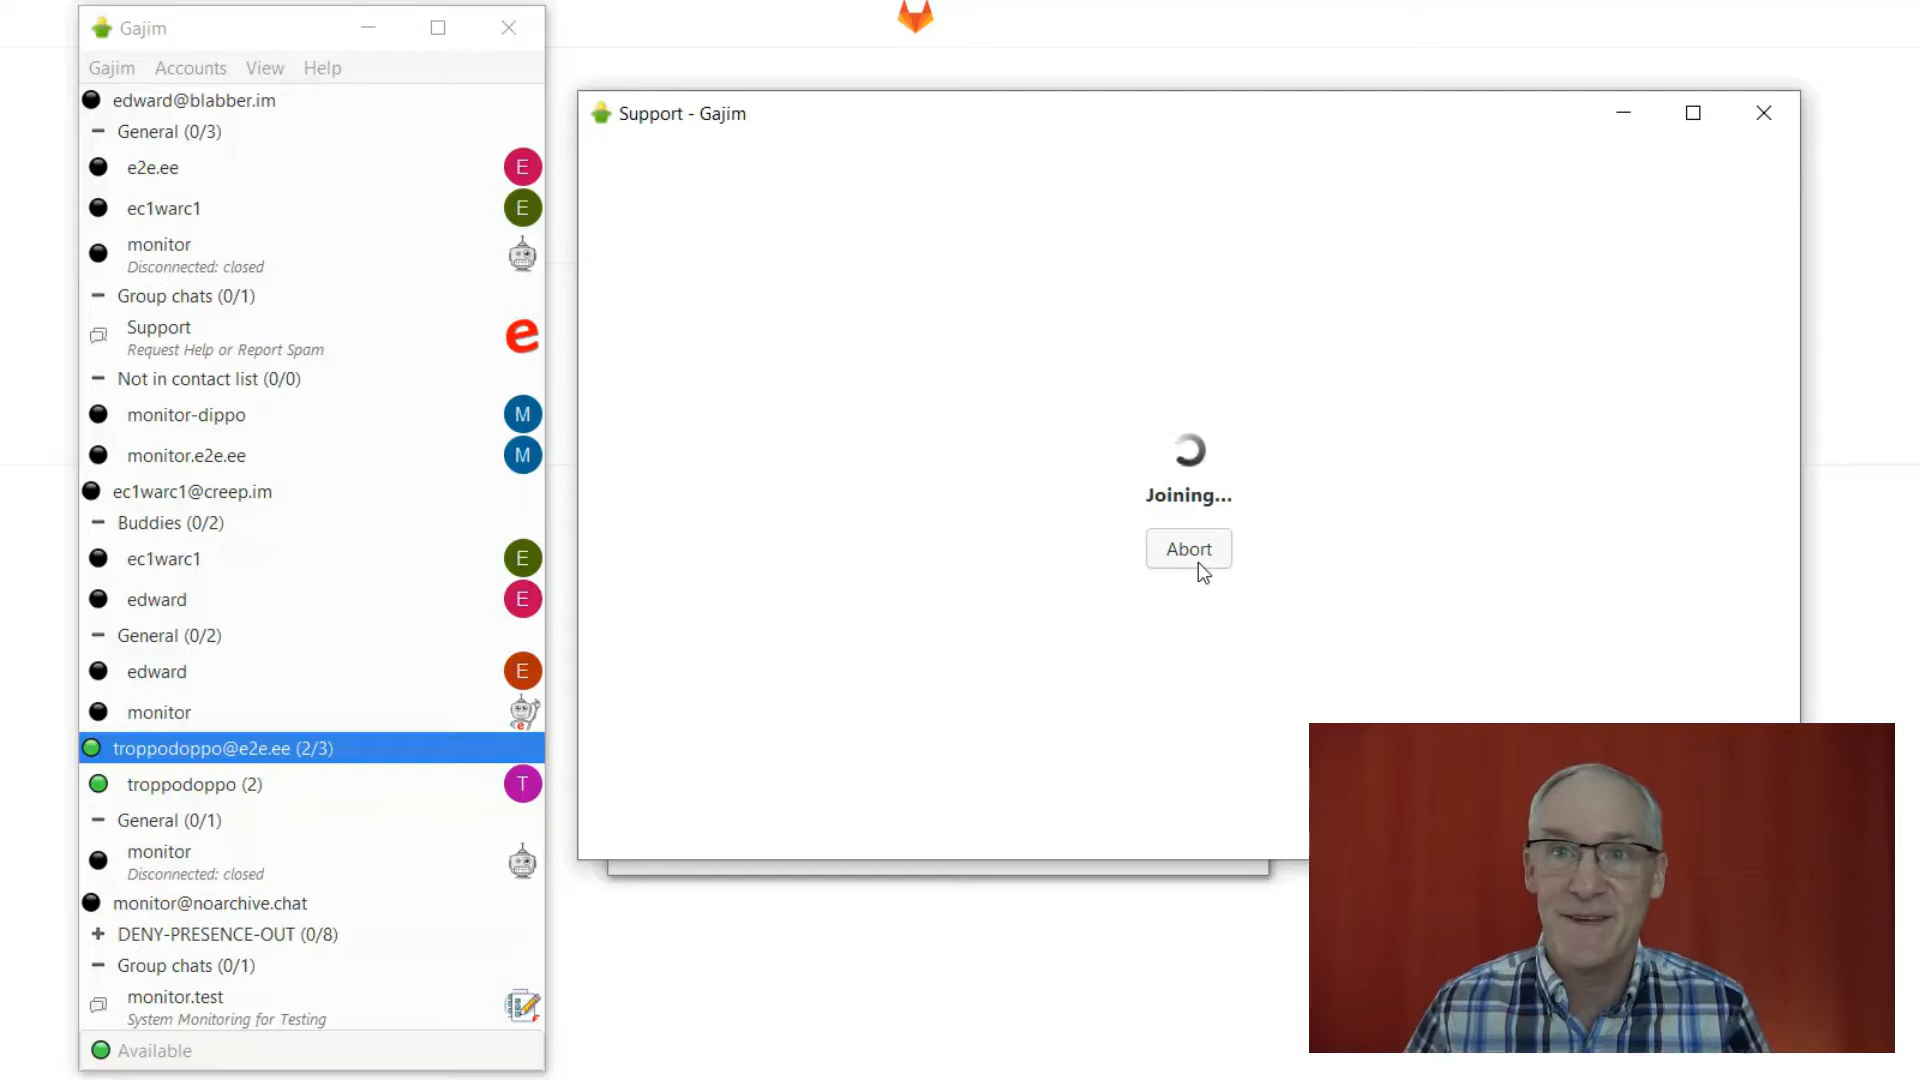 Gajim
Gajim Accounts View Help
edward@blabber.im
General (0/3)
e2e.ee
E
ec1warc1
E
monitor
Disconnected: closed
Group chats (0/1)
Support
Request Help or Report Spam
e
Not in contact list (0/0)
monitor-dippo
M
monitor.e2e.ee
M
ec1warc1@creep.im
Buddies (0/2)
ec1warc1
E
edward
E
General (0/2)
edward
E
monitor
e
troppodoppo@e2e.ee (2/3)
troppodoppo (2)
T
General (0/1)
monitor
Disconnected: closed
monitor@noarchive.chat
DENY-PRESENCE-OUT (0/8)
Group chats (0/1)
monitor.test
System Monitoring for Testing
Available
Support - Gajim
Joining...
Abort